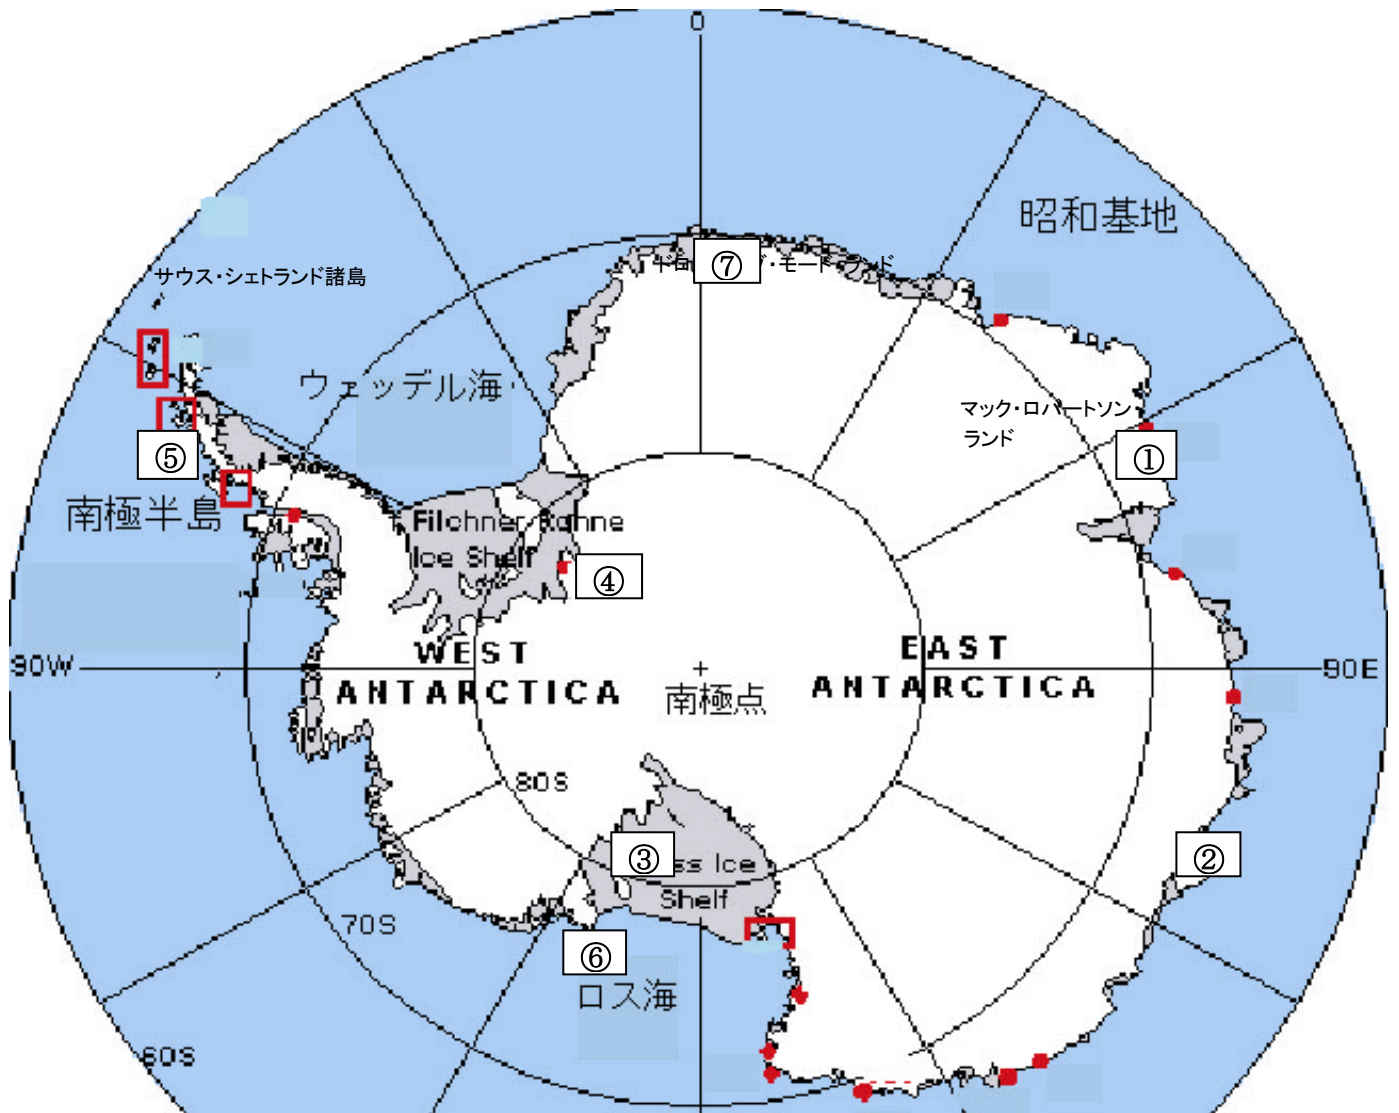 0
昭和基地
サウス・シェトランド諸島
⑦
ウェッデル海
マック・ロバートソン
ランド
①
⑤
南極半島
Filchner Ronne
Ice Shelf
④
WEST
ANTARCTICA
EAST
ANTARCTICA
90W
90E
南極点
80S
③
ss Ice
Shelf
②
70S
⑥
ロス海
60S